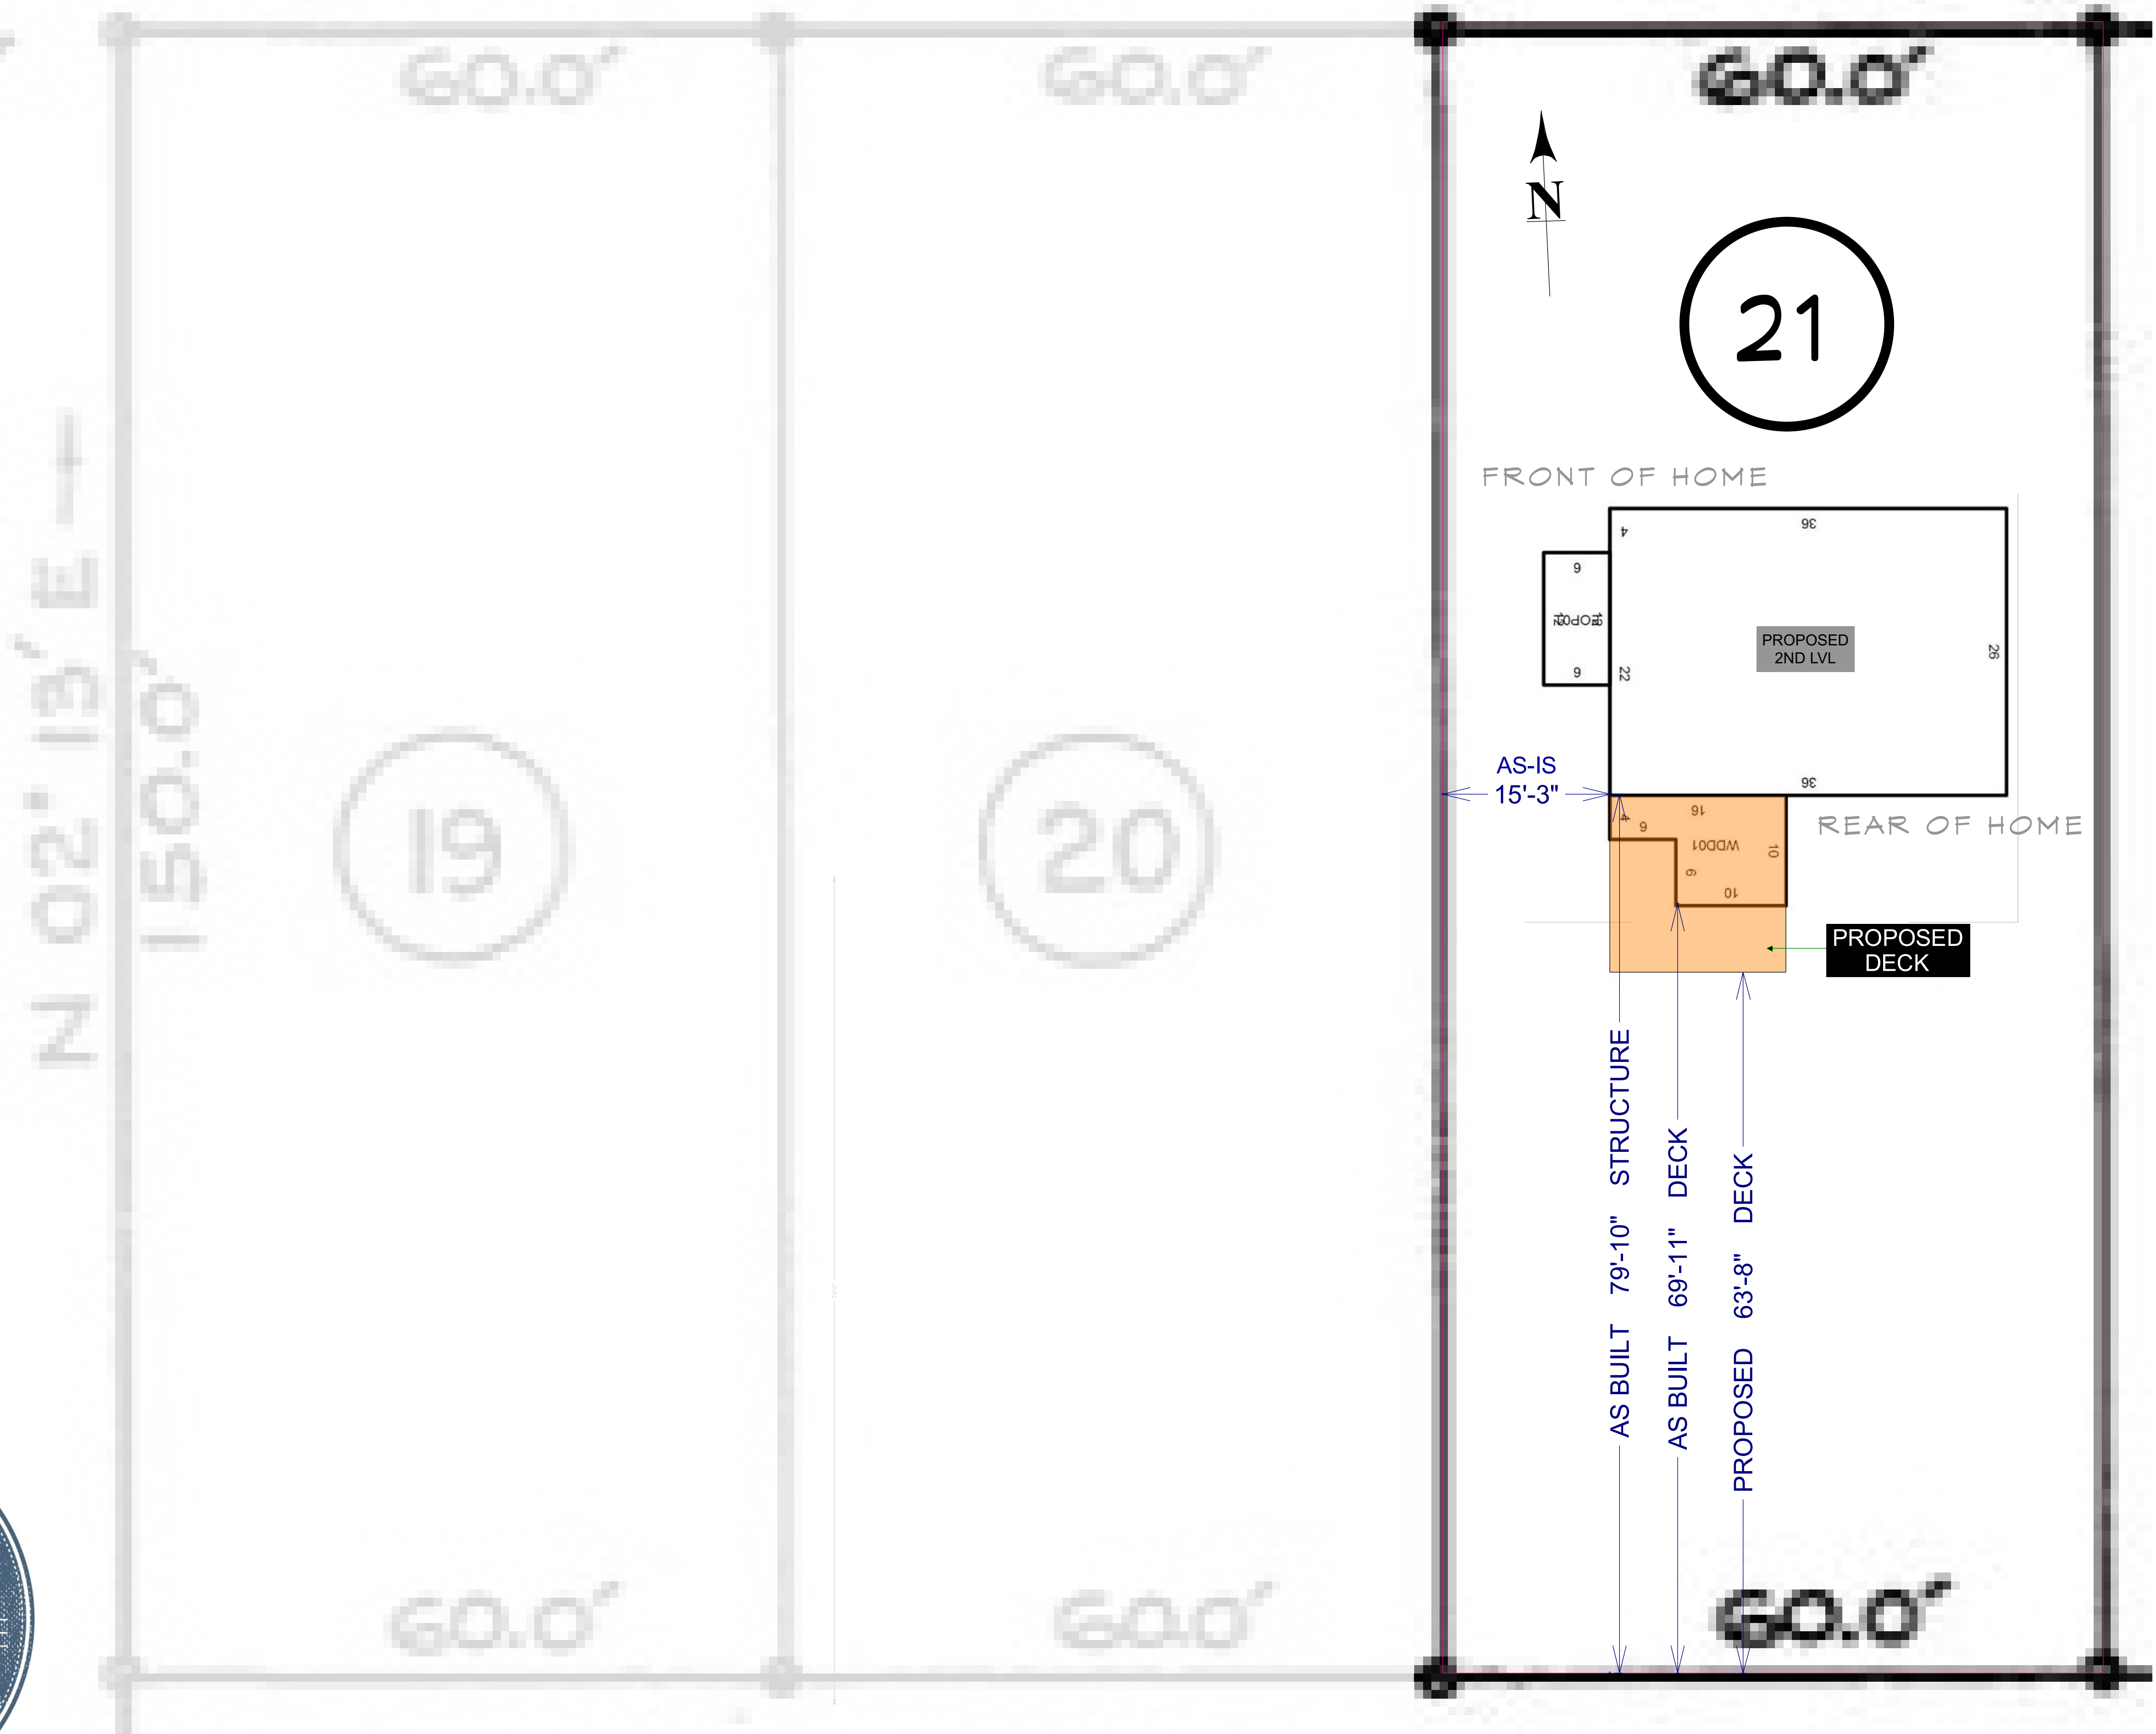 60.0'
60.0'
60.0'
N
21
FRONT OF HOME
36
4
6
22
6
PROPOSED
2ND LVL
26
N 02° 13' E
150.0'
19
20
AS-IS
15'-3"
36
REAR OF HOME
16
4
6
WDD01
10
6
10
PROPOSED
DECK
AS BUILT 79'-10" STRUCTURE
AS BUILT 69'-11" DECK
PROPOSED 63'-8" DECK
60.0'
60.0'
60.0'